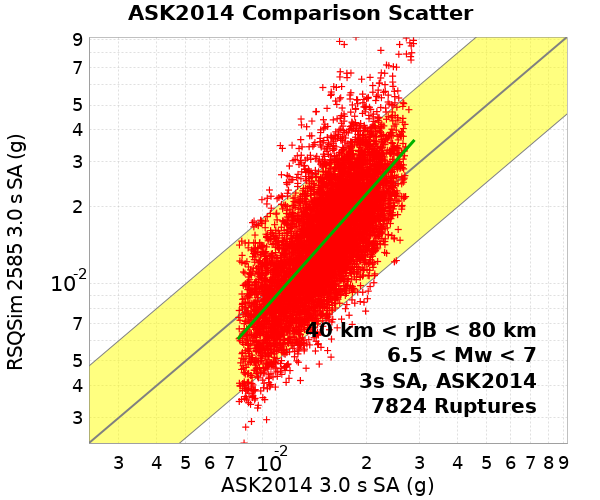 ASK2014 Comparison Scatter
9
7
5
4
3
2
10-2
7
5
4
3
RSQSim 2585 3.0 s SA (g)
40 km < rJB < 80 km
6.5 < Mw < 7
3s SA, ASK2014
7824 Ruptures
3 4 5 6 7 10-2 2 3 4 5 6 7 8 9
ASK2014 3.0 s SA (g)